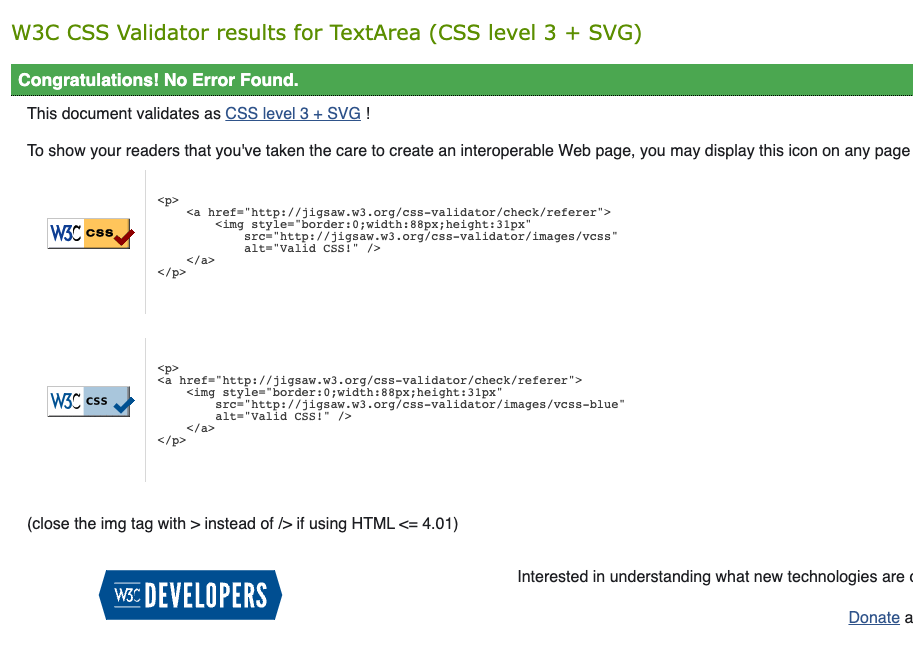 W3C CSS Validator results for TextArea (CSS level 3 + SVG)
Congratulations! No Error Found.
This document validates as CSS level 3 + SVG !
To show your readers that you've taken the care to create an interoperable Web page, you may display this icon on any page
W3C css
<p>
    <a href="http://jigsaw.w3.org/css-validator/check/referer">
        <img style="border:0;width:88px;height:31px"
            src="http://jigsaw.w3.org/css-validator/images/vcss"
            alt="Valid CSS!" />
    </a>
</p>
W3C css
<p>
<a href="http://jigsaw.w3.org/css-validator/check/referer">
    <img style="border:0;width:88px;height:31px"
        src="http://jigsaw.w3.org/css-validator/images/vcss-blue"
        alt="Valid CSS!" />
    </a>
</p>
(close the img tag with > instead of /> if using HTML <= 4.01)
W3C DEVELOPERS
Interested in understanding what new technologies are
Donate a